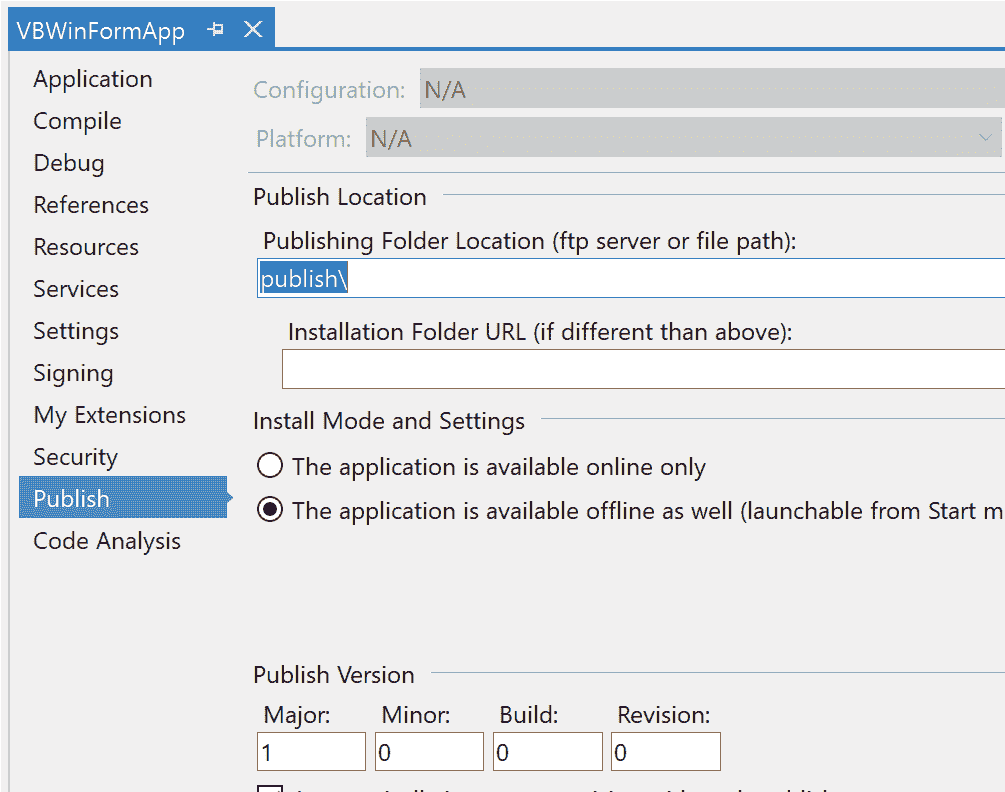 VBWinFormApp
Application
Compile
Debug
References
Resources
Services
Settings
Signing
My Extensions
Security
Publish
Code Analysis
Configuration: N/A
Platform: N/A
Publish Location
Publishing Folder Location (ftp server or file path):
publish\
Installation Folder URL (if different than above):
Install Mode and Settings
The application is available online only
The application is available offline as well (launchable from Start m
Publish Version
Major: Minor: Build: Revision:
1 0 0 0